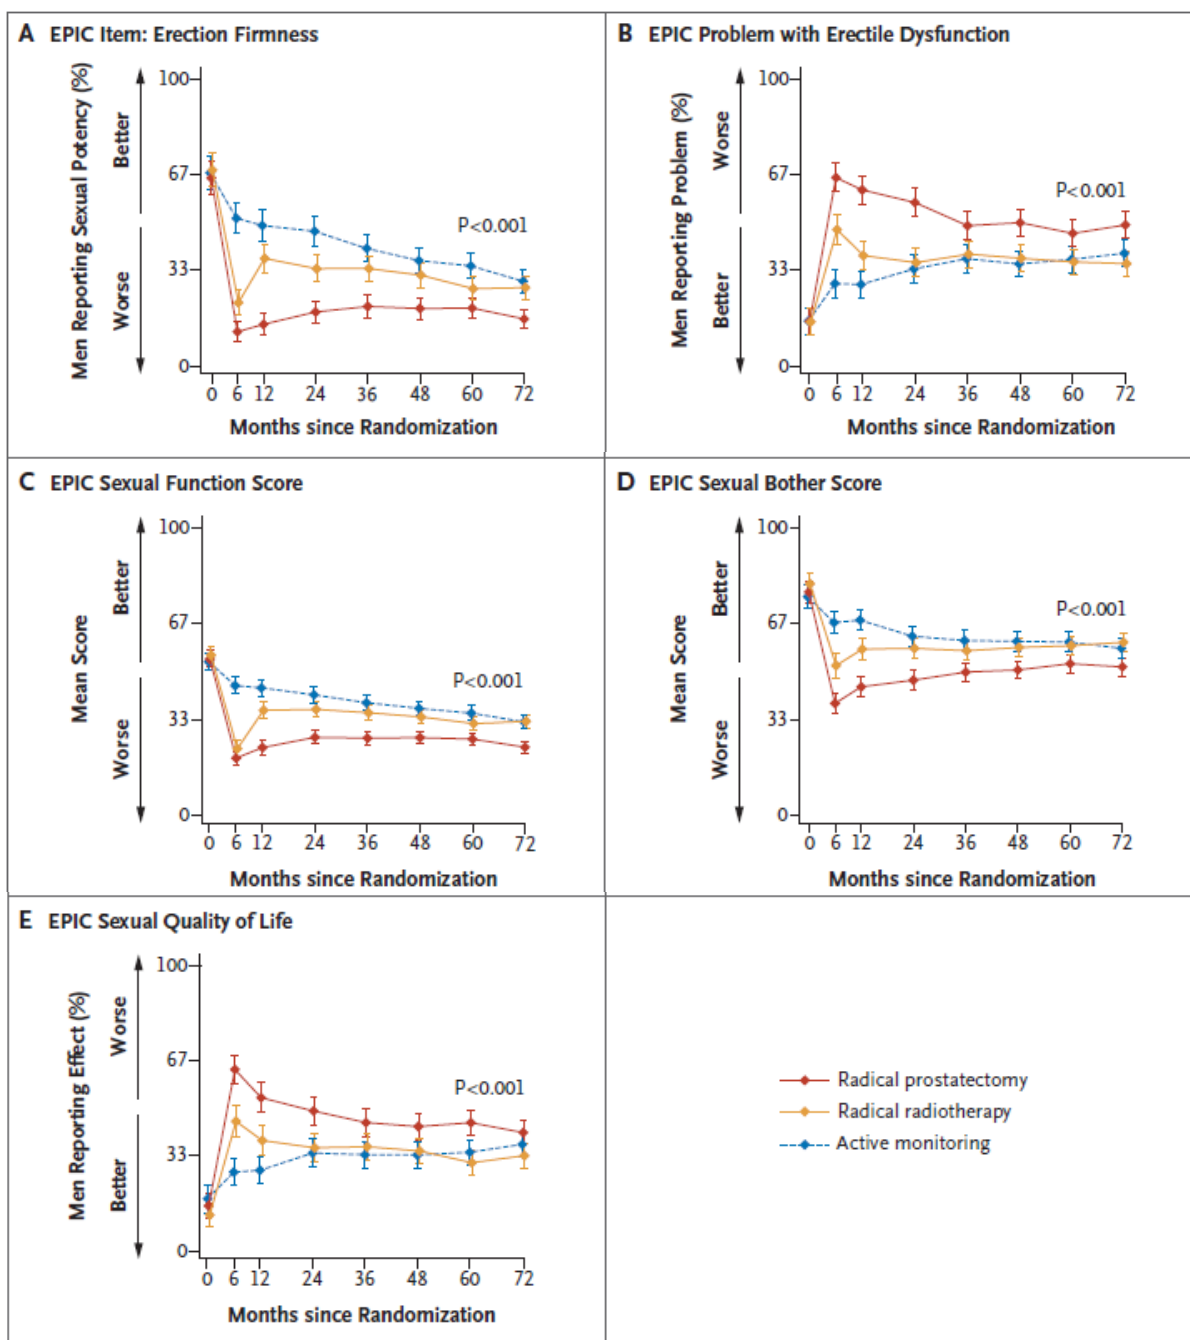 A EPIC Item: Erection Firmness
Men Reporting Sexual Potency (%)
Better
Worse
100
67
33
0
P<0.001
0 6 12 24 36 48 60 72
Months since Randomization
B EPIC Problem with Erectile Dysfunction
Men Reporting Problem (%)
Worse
Better
100
67
33
0
P<0.001
0 6 12 24 36 48 60 72
Months since Randomization
C EPIC Sexual Function Score
Mean Score
Better
Worse
100
67
33
0
P<0.001
0 6 12 24 36 48 60 72
Months since Randomization
D EPIC Sexual Bother Score
Mean Score
Better
Worse
100
67
33
0
P<0.001
0 6 12 24 36 48 60 72
Months since Randomization
E EPIC Sexual Quality of Life
Men Reporting Effect (%)
Worse
Better
100
67
33
0
P<0.001
0 6 12 24 36 48 60 72
Months since Randomization
Radical prostatectomy
Radical radiotherapy
Active monitoring